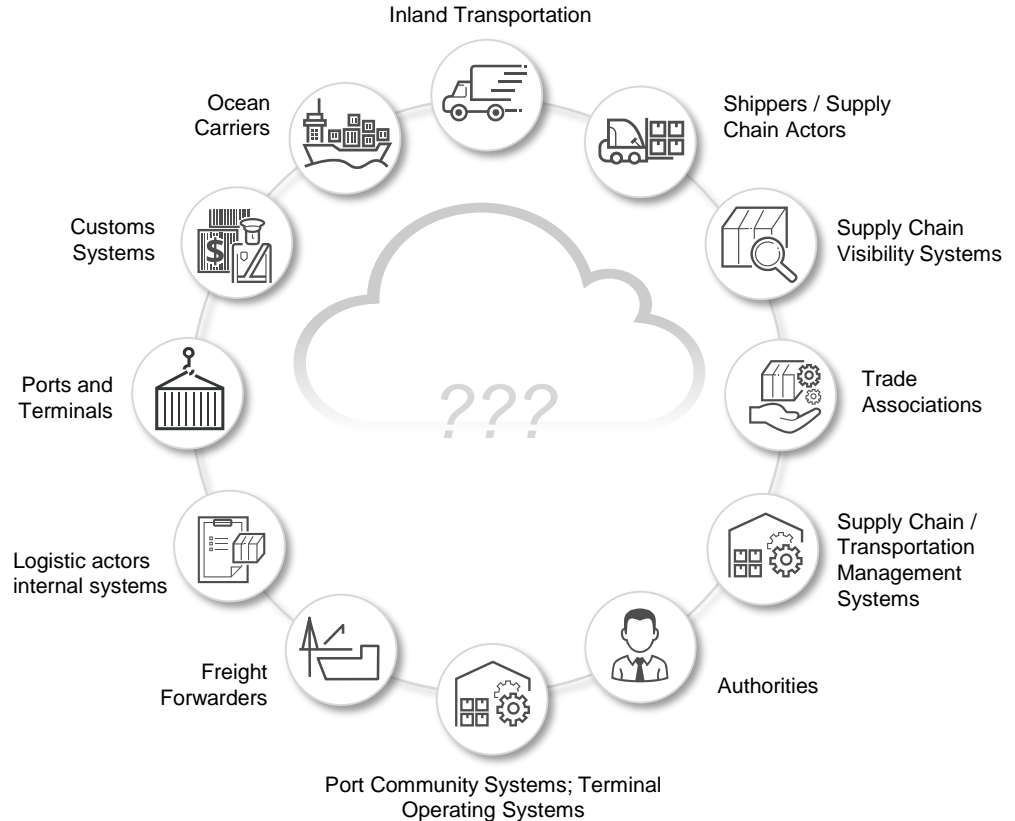 Inland Transportation
Ocean
Carriers
Shippers / Supply
Chain Actors
Customs
Systems
$
Supply Chain
Visibility Systems
Ports and
Terminals
???
Trade
Associations
Logistic actors
internal systems
Supply Chain /
Transportation
Management
Systems
Freight
Forwarders
Authorities
Port Community Systems; Terminal
Operating Systems